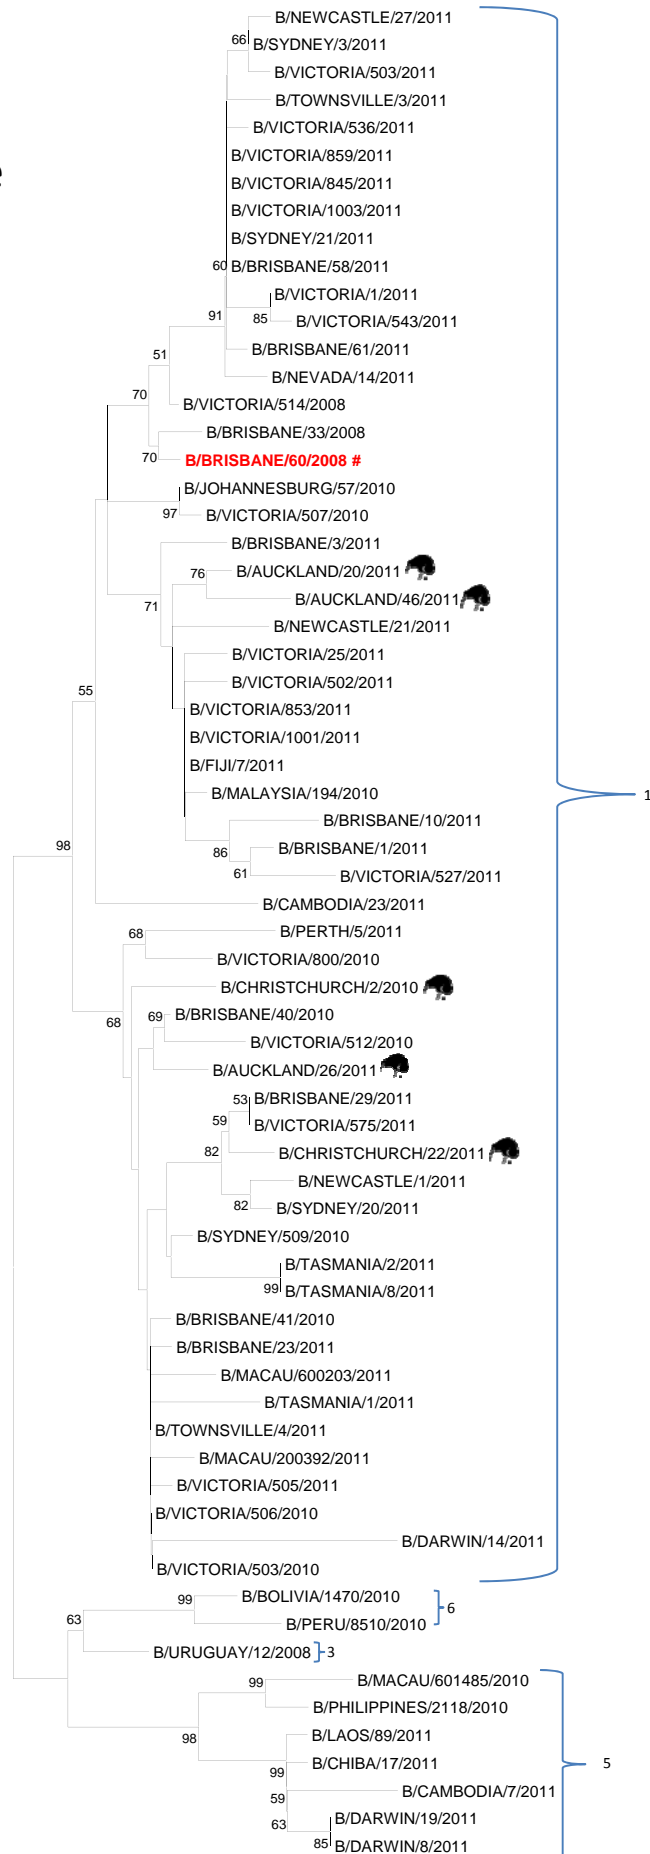 B/NEWCASTLE/27/2011
66
B/SYDNEY/3/2011
B/VICTORIA/503/2011
B/TOWNSVILLE/3/2011
B/VICTORIA/536/2011
B/VICTORIA/859/2011
e
B/VICTORIA/845/2011
B/VICTORIA/1003/2011
B/SYDNEY/21/2011
60
B/BRISBANE/58/2011
B/VICTORIA/1/2011
91
85
B/VICTORIA/543/2011
B/BRISBANE/61/2011
51
B/NEVADA/14/2011
70
B/VICTORIA/514/2008
B/BRISBANE/33/2008
70
B/BRISBANE/60/2008 #
B/JOHANNESBURG/57/2010
97
B/VICTORIA/507/2010
B/BRISBANE/3/2011
76
B/AUCKLAND/20/2011
71
B/AUCKLAND/46/2011
B/NEWCASTLE/21/2011
B/VICTORIA/25/2011
B/VICTORIA/502/2011
55
B/VICTORIA/853/2011
B/VICTORIA/1001/2011
B/FIJI/7/2011
B/MALAYSIA/194/2010
1
B/BRISBANE/10/2011
98
86
B/BRISBANE/1/2011
61
B/VICTORIA/527/2011
B/CAMBODIA/23/2011
68
B/PERTH/5/2011
B/VICTORIA/800/2010
B/CHRISTCHURCH/2/2010
68
69
B/BRISBANE/40/2010
B/VICTORIA/512/2010
B/AUCKLAND/26/2011
53
B/BRISBANE/29/2011
59
B/VICTORIA/575/2011
82
B/CHRISTCHURCH/22/2011
B/NEWCASTLE/1/2011
82
B/SYDNEY/20/2011
B/SYDNEY/509/2010
B/TASMANIA/2/2011
99
B/TASMANIA/8/2011
B/BRISBANE/41/2010
B/BRISBANE/23/2011
B/MACAU/600203/2011
B/TASMANIA/1/2011
B/TOWNSVILLE/4/2011
B/MACAU/200392/2011
B/VICTORIA/505/2011
B/VICTORIA/506/2010
B/DARWIN/14/2011
B/VICTORIA/503/2010
99
B/BOLIVIA/1470/2010
6
63
B/PERU/8510/2010
B/URUGUAY/12/2008
3
99
B/MACAU/601485/2010
B/PHILIPPINES/2118/2010
98
B/LAOS/89/2011
B/CHIBA/17/2011
5
99
B/CAMBODIA/7/2011
59
B/DARWIN/19/2011
63
85
B/DARWIN/8/2011